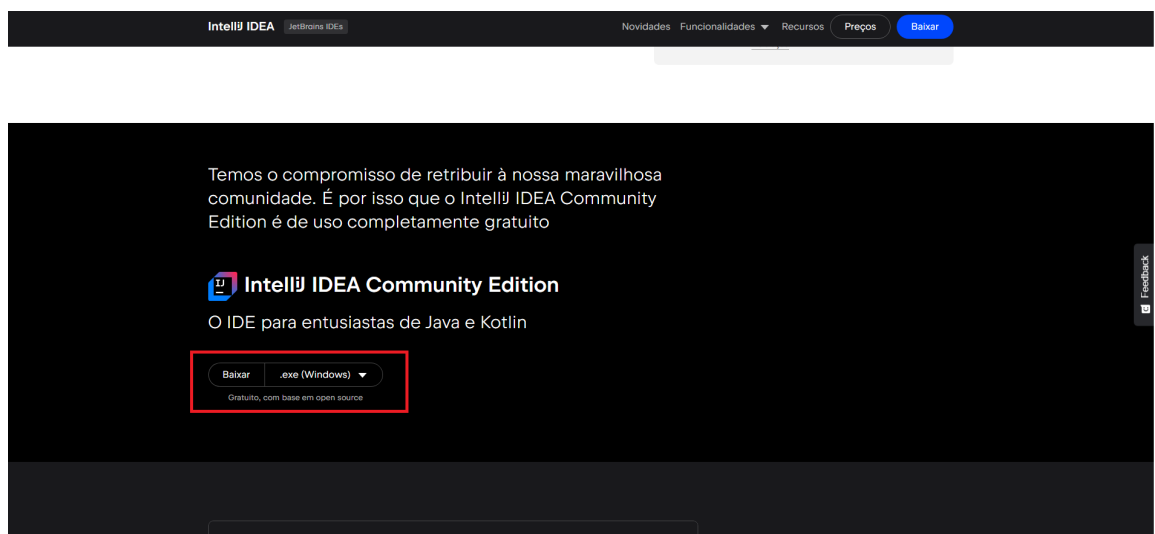 IntelliJ IDEA JetBrains IDEs Novidades Funcionalidades Recursos Preços Baixar
Temos o compromisso de retribuir à nossa maravilhosa
comunidade. É por isso que o IntelliJ IDEA Community
Edition é de uso completamente gratuito
IJ IntelliJ IDEA Community Edition
O IDE para entusiastas de Java e Kotlin
Baixar .exe (Windows)
Gratuito, com base em open source
Feedback